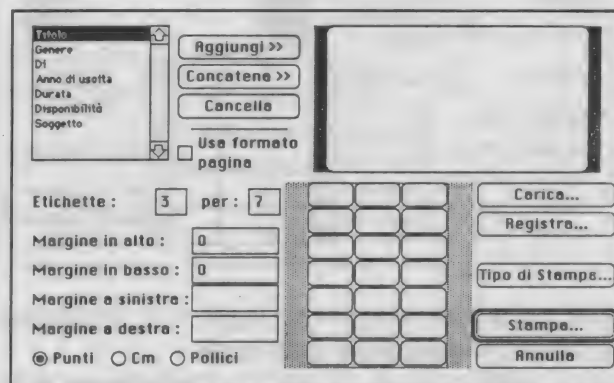 Titolo
Genere
Di
Anno di usotta
Durata
Disponibilità
Soggetto
Aggiungi >>
Concatena >>
Cancella
Usa formato
pagina
Etichette : 3 per : 7
Margine in alto : 0
Margine in basso : 0
Margine a sinistra :
Margine a destra :
Punti Cm Pollici
Carica...
Registra...
Tipo di Stampa...
Stampa...
Annulla